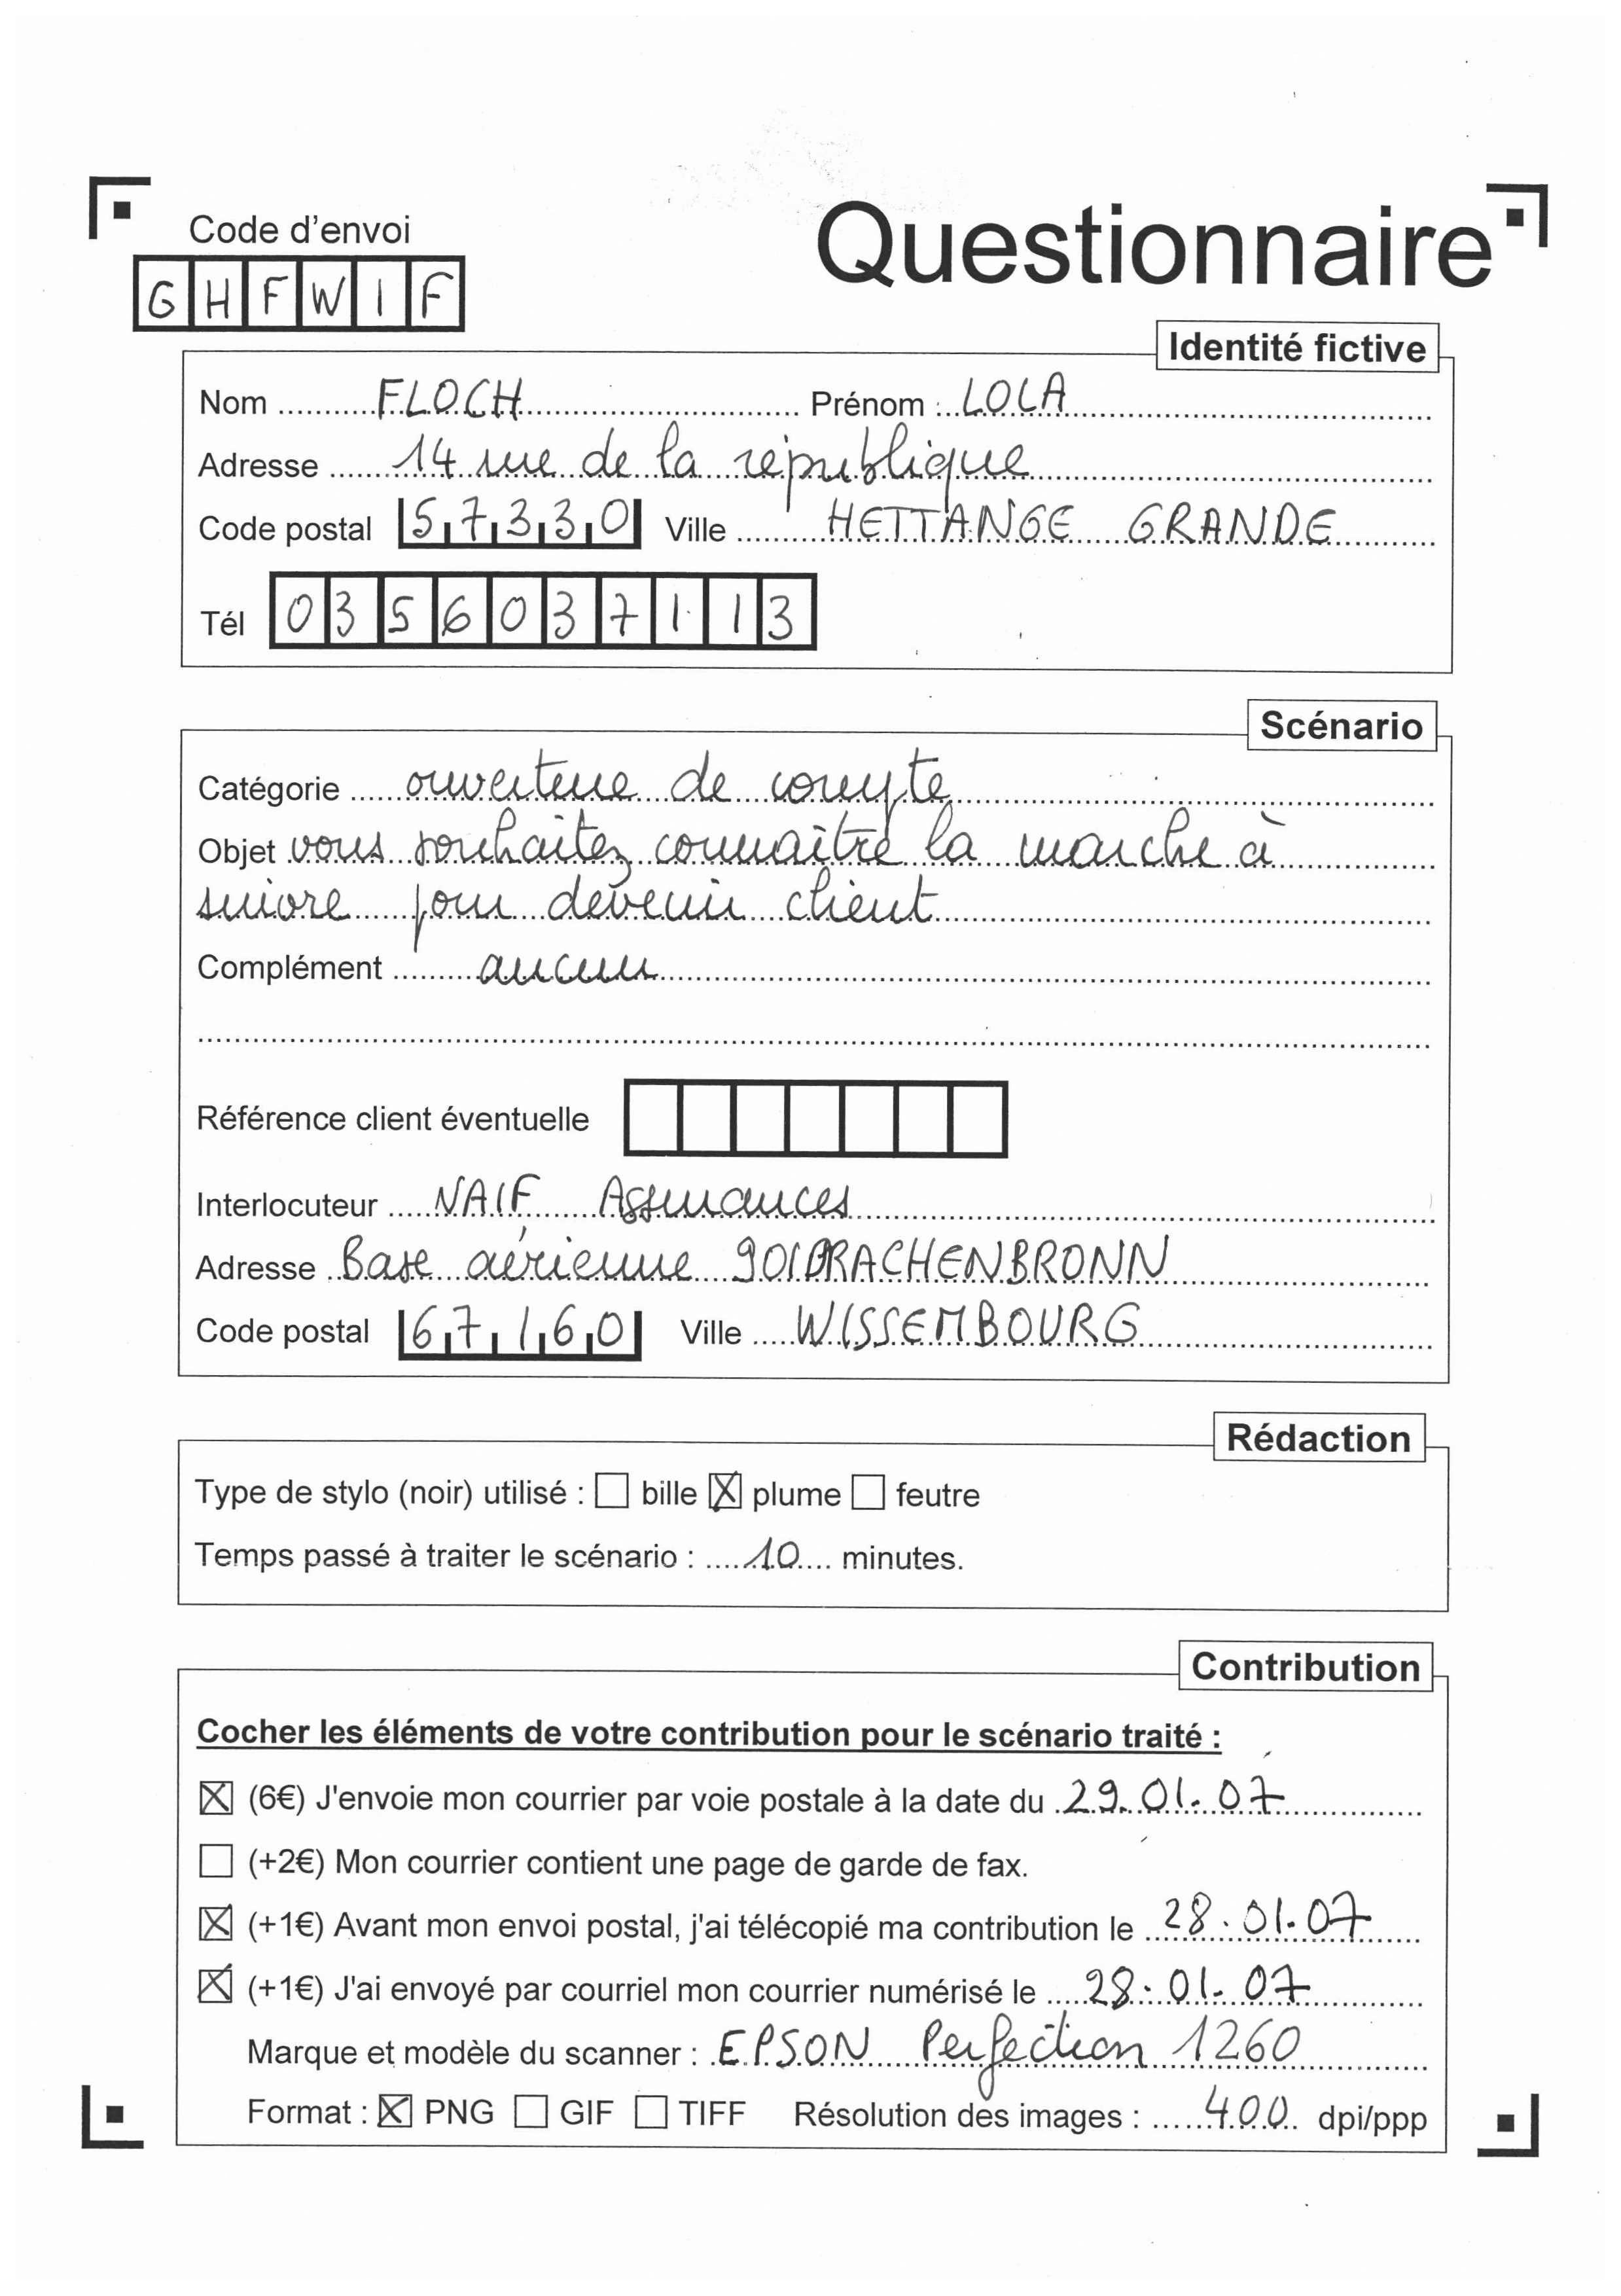 Code d'envoi
Questionnaire
G H F W I F
Identité fictive
Nom FLOCH Prénom : LOLA
Adresse 14 rue de la république
Code postal 57330 Ville HETTANGE GRANDE
Tél 0356037113
Scénario
Catégorie ouverture de compte
Objet vous souhaitez connaître la marche à
suivre pour devenir client
Complément aucun
Référence client éventuelle
Interlocuteur NAIF Assurances
Adresse Base aérienne 901 DRACHENBRONN
Code postal 67160 Ville WISSEMBOURG
Rédaction
Type de stylo (noir) utilisé : ☐ bille ☒ plume ☐ feutre
Temps passé à traiter le scénario : 10 minutes.
Contribution
Cocher les éléments de votre contribution pour le scénario traité :
☒ (6€) J'envoie mon courrier par voie postale à la date du 29.01.07
☐ (+2€) Mon courrier contient une page de garde de fax.
☒ (+1€) Avant mon envoi postal, j'ai télécopié ma contribution le 28.01.07
☒ (+1€) J'ai envoyé par courriel mon courrier numérisé le 28.01.07
Marque et modèle du scanner : EPSON Perfection 1260
Format : ☒ PNG ☐ GIF ☐ TIFF Résolution des images : 400 dpi/ppp